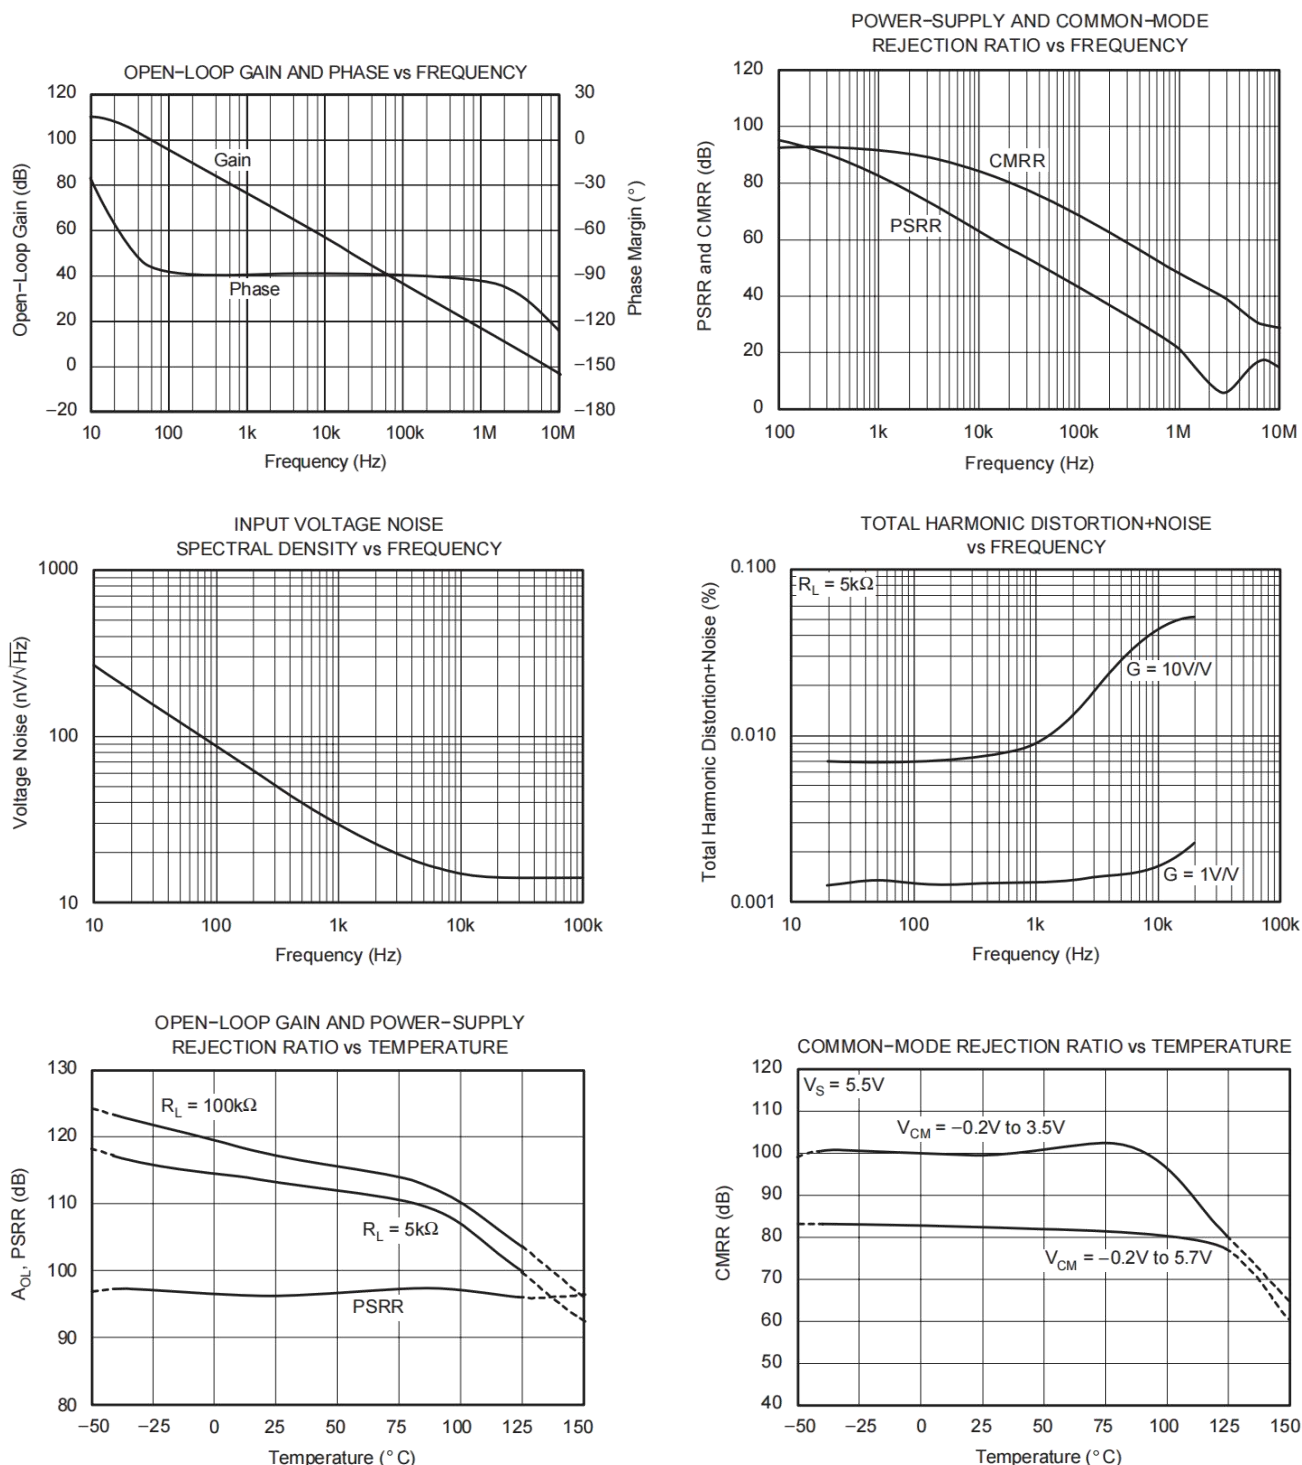 OPEN−LOOP GAIN AND PHASE vs FREQUENCY
120
100
80
60
40
20
0
−20
30
0
−30
−60
−90
−120
−150
−180
Open−Loop Gain (dB)
Phase Margin (°)
Gain
Phase
10 100 1k 10k 100k 1M 10M
Frequency (Hz)
POWER−SUPPLY AND COMMON−MODE
REJECTION RATIO vs FREQUENCY
120
100
80
60
40
20
0
PSRR and CMRR (dB)
CMRR
PSRR
100 1k 10k 100k 1M 10M
Frequency (Hz)
INPUT VOLTAGE NOISE
SPECTRAL DENSITY vs FREQUENCY
1000
100
10
Voltage Noise (nV/√Hz)
10 100 1k 10k 100k
Frequency (Hz)
TOTAL HARMONIC DISTORTION+NOISE
vs FREQUENCY
0.100
0.010
0.001
Total Harmonic Distortion+Noise (%)
R_L = 5kΩ
G = 10V/V
G = 1V/V
10 100 1k 10k 100k
Frequency (Hz)
OPEN−LOOP GAIN AND POWER−SUPPLY
REJECTION RATIO vs TEMPERATURE
130
120
110
100
90
80
A_OL, PSRR (dB)
R_L = 100kΩ
R_L = 5kΩ
PSRR
−50 −25 0 25 50 75 100 125 150
Temperature (°C)
COMMON−MODE REJECTION RATIO vs TEMPERATURE
120
110
100
90
80
70
60
50
40
CMRR (dB)
V_S = 5.5V
V_CM = −0.2V to 3.5V
V_CM = −0.2V to 5.7V
−50 −25 0 25 50 75 100 125 150
Temperature (°C)